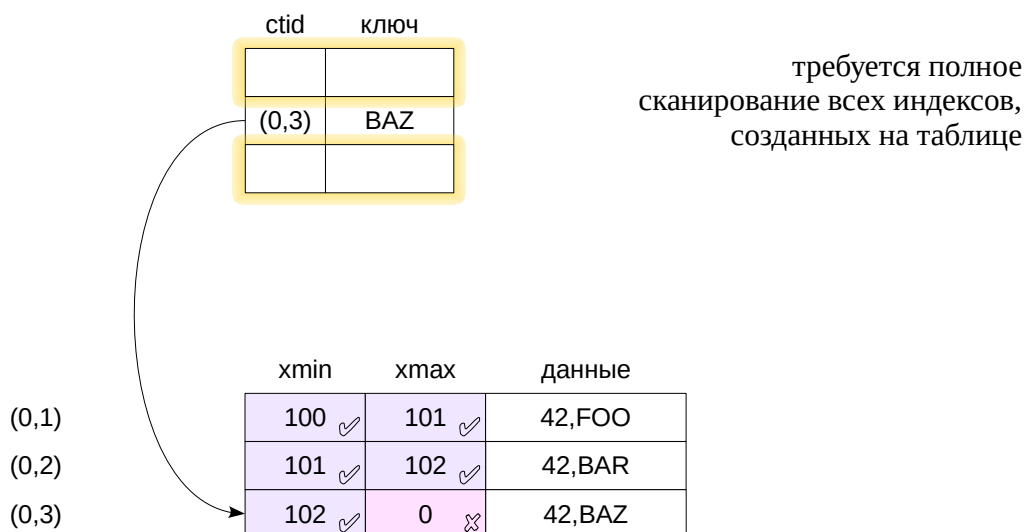 ctid ключ
требуется полное
сканирование всех индексов,
созданных на таблице
(0,3) BAZ
xmin xmax данные
(0,1) 100 101 42,FOO
(0,2) 101 102 42,BAR
(0,3) 102 0 42,BAZ